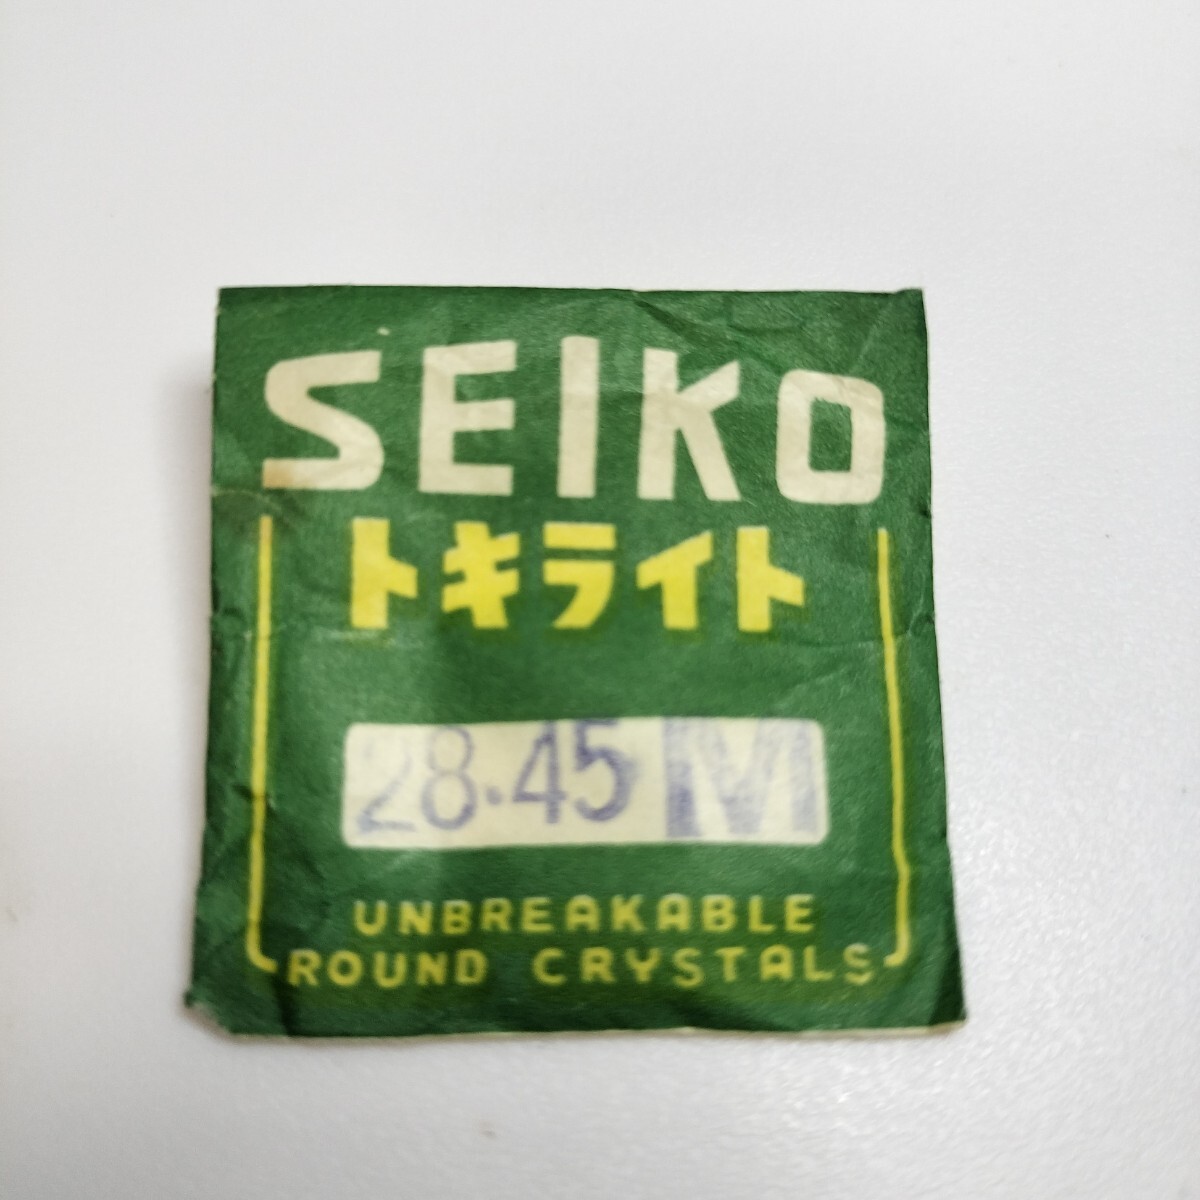 SEIKO
トキライト
28.45 M
UNBREAKABLE
ROUND CRYSTALS